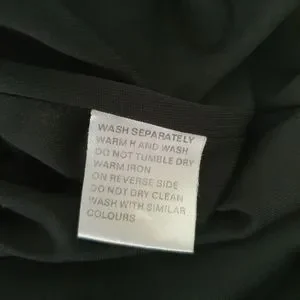 WASH SEPARATELY
WARM HAND WASH
DO NOT TUMBLE DRY
WARM IRON
ON REVERSE SIDE
DO NOT DRY CLEAN
WASH WITH SIMILAR
COLOURS